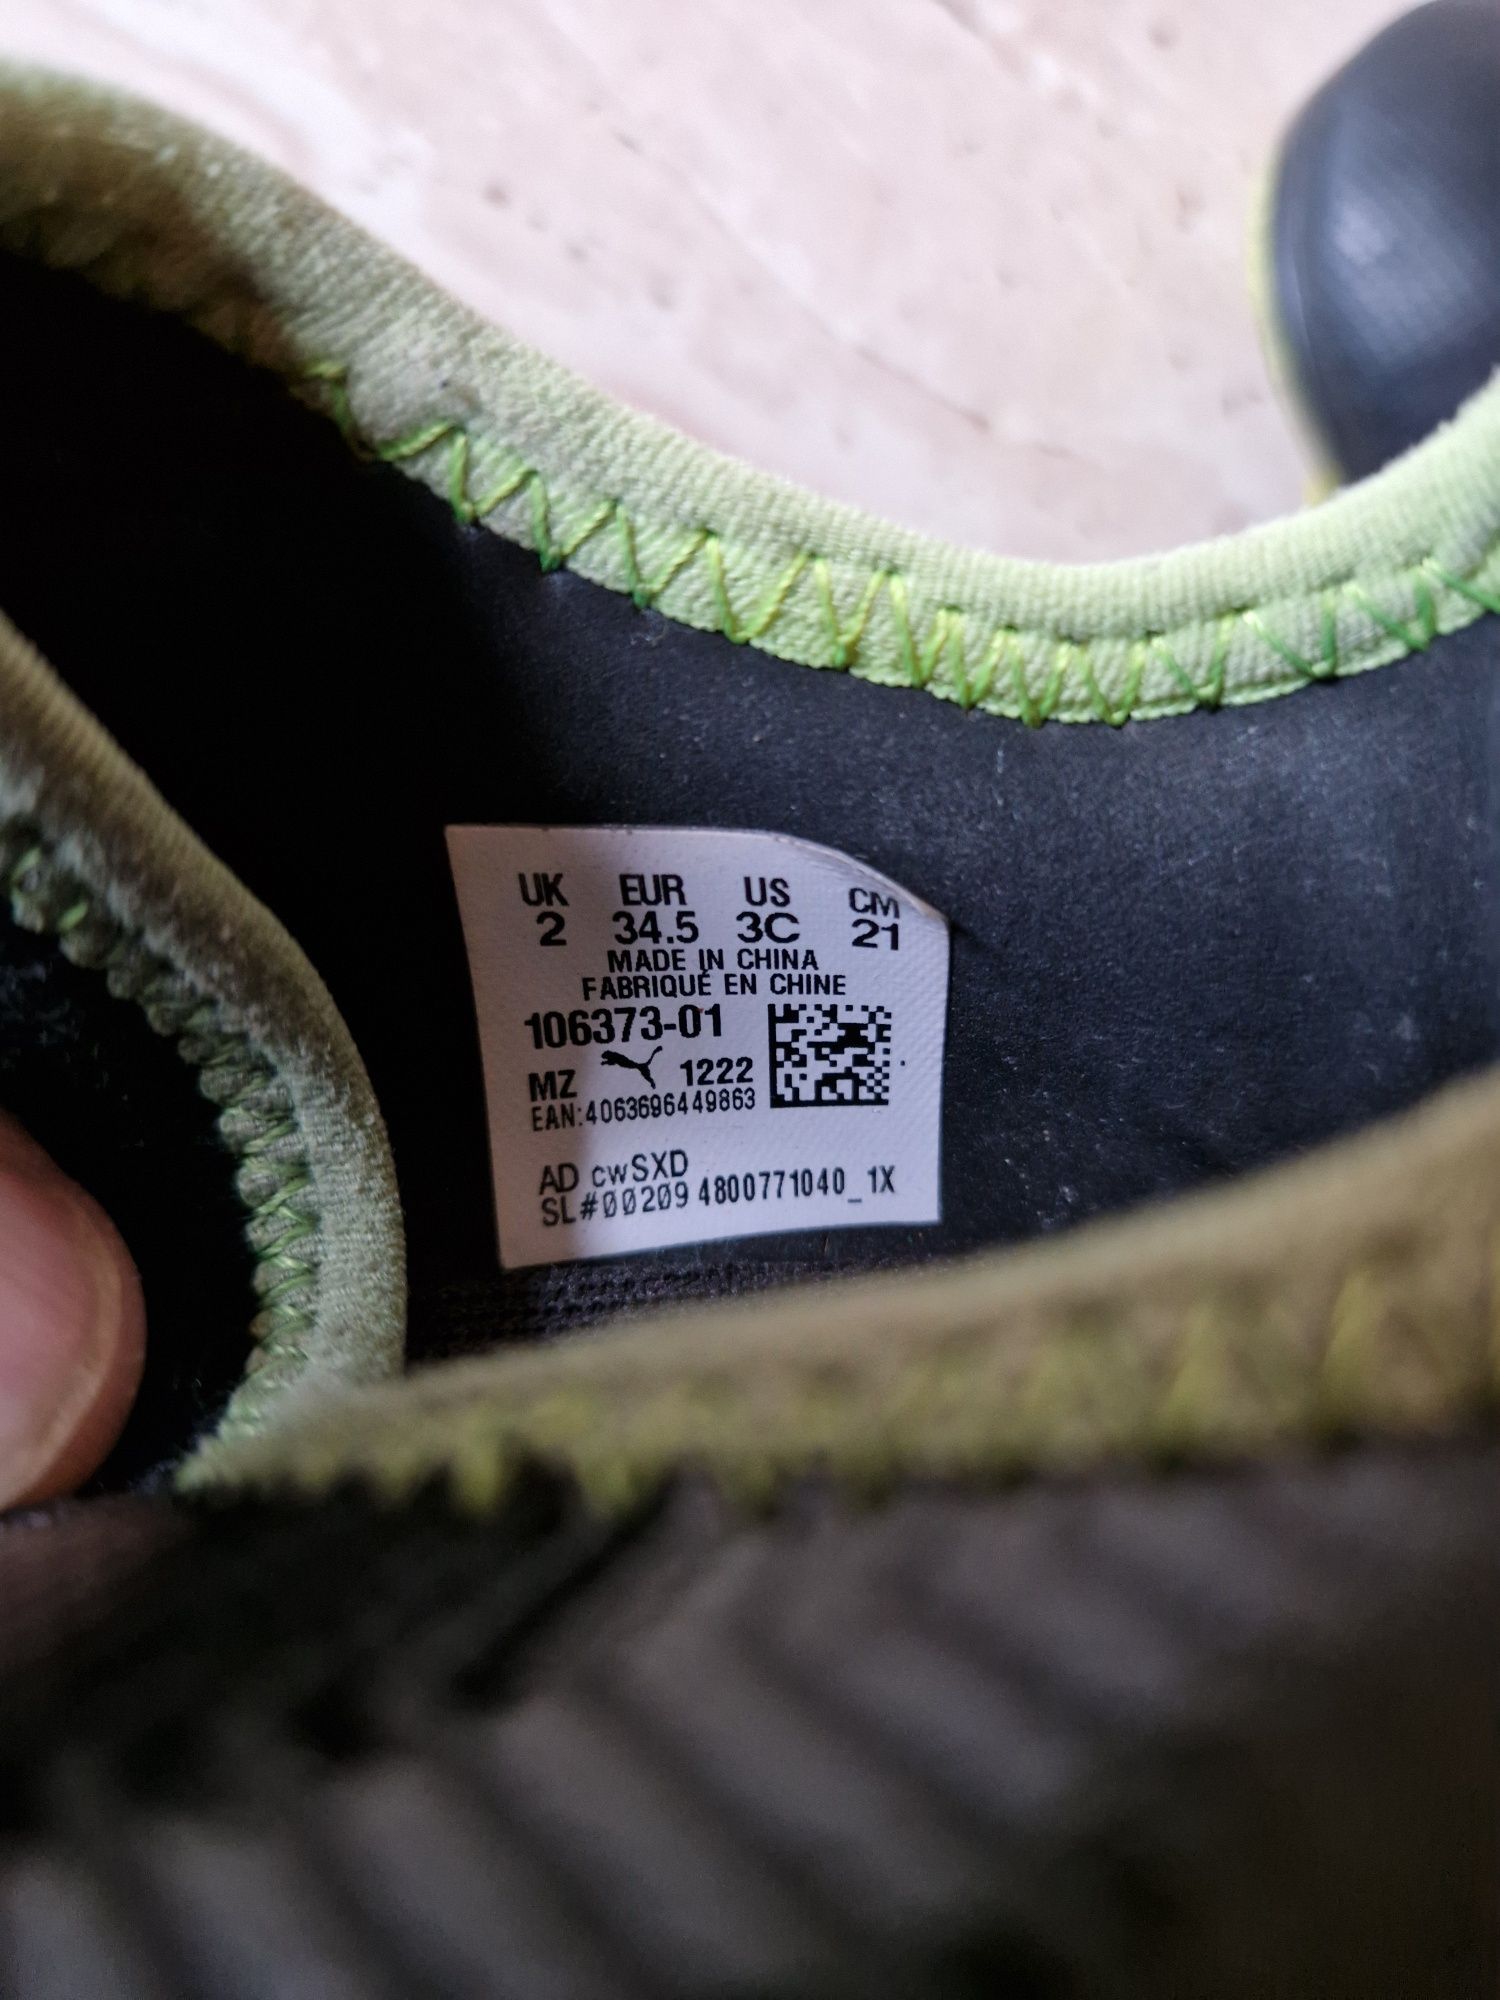 UK EUR US CM
2 34.5 3C 21
MADE IN CHINA
FABRIQUÉ EN CHINE
106373-01
MZ 1222
EAN:4063696449863
AD cwSXD
SL#00209 4800771040_1X